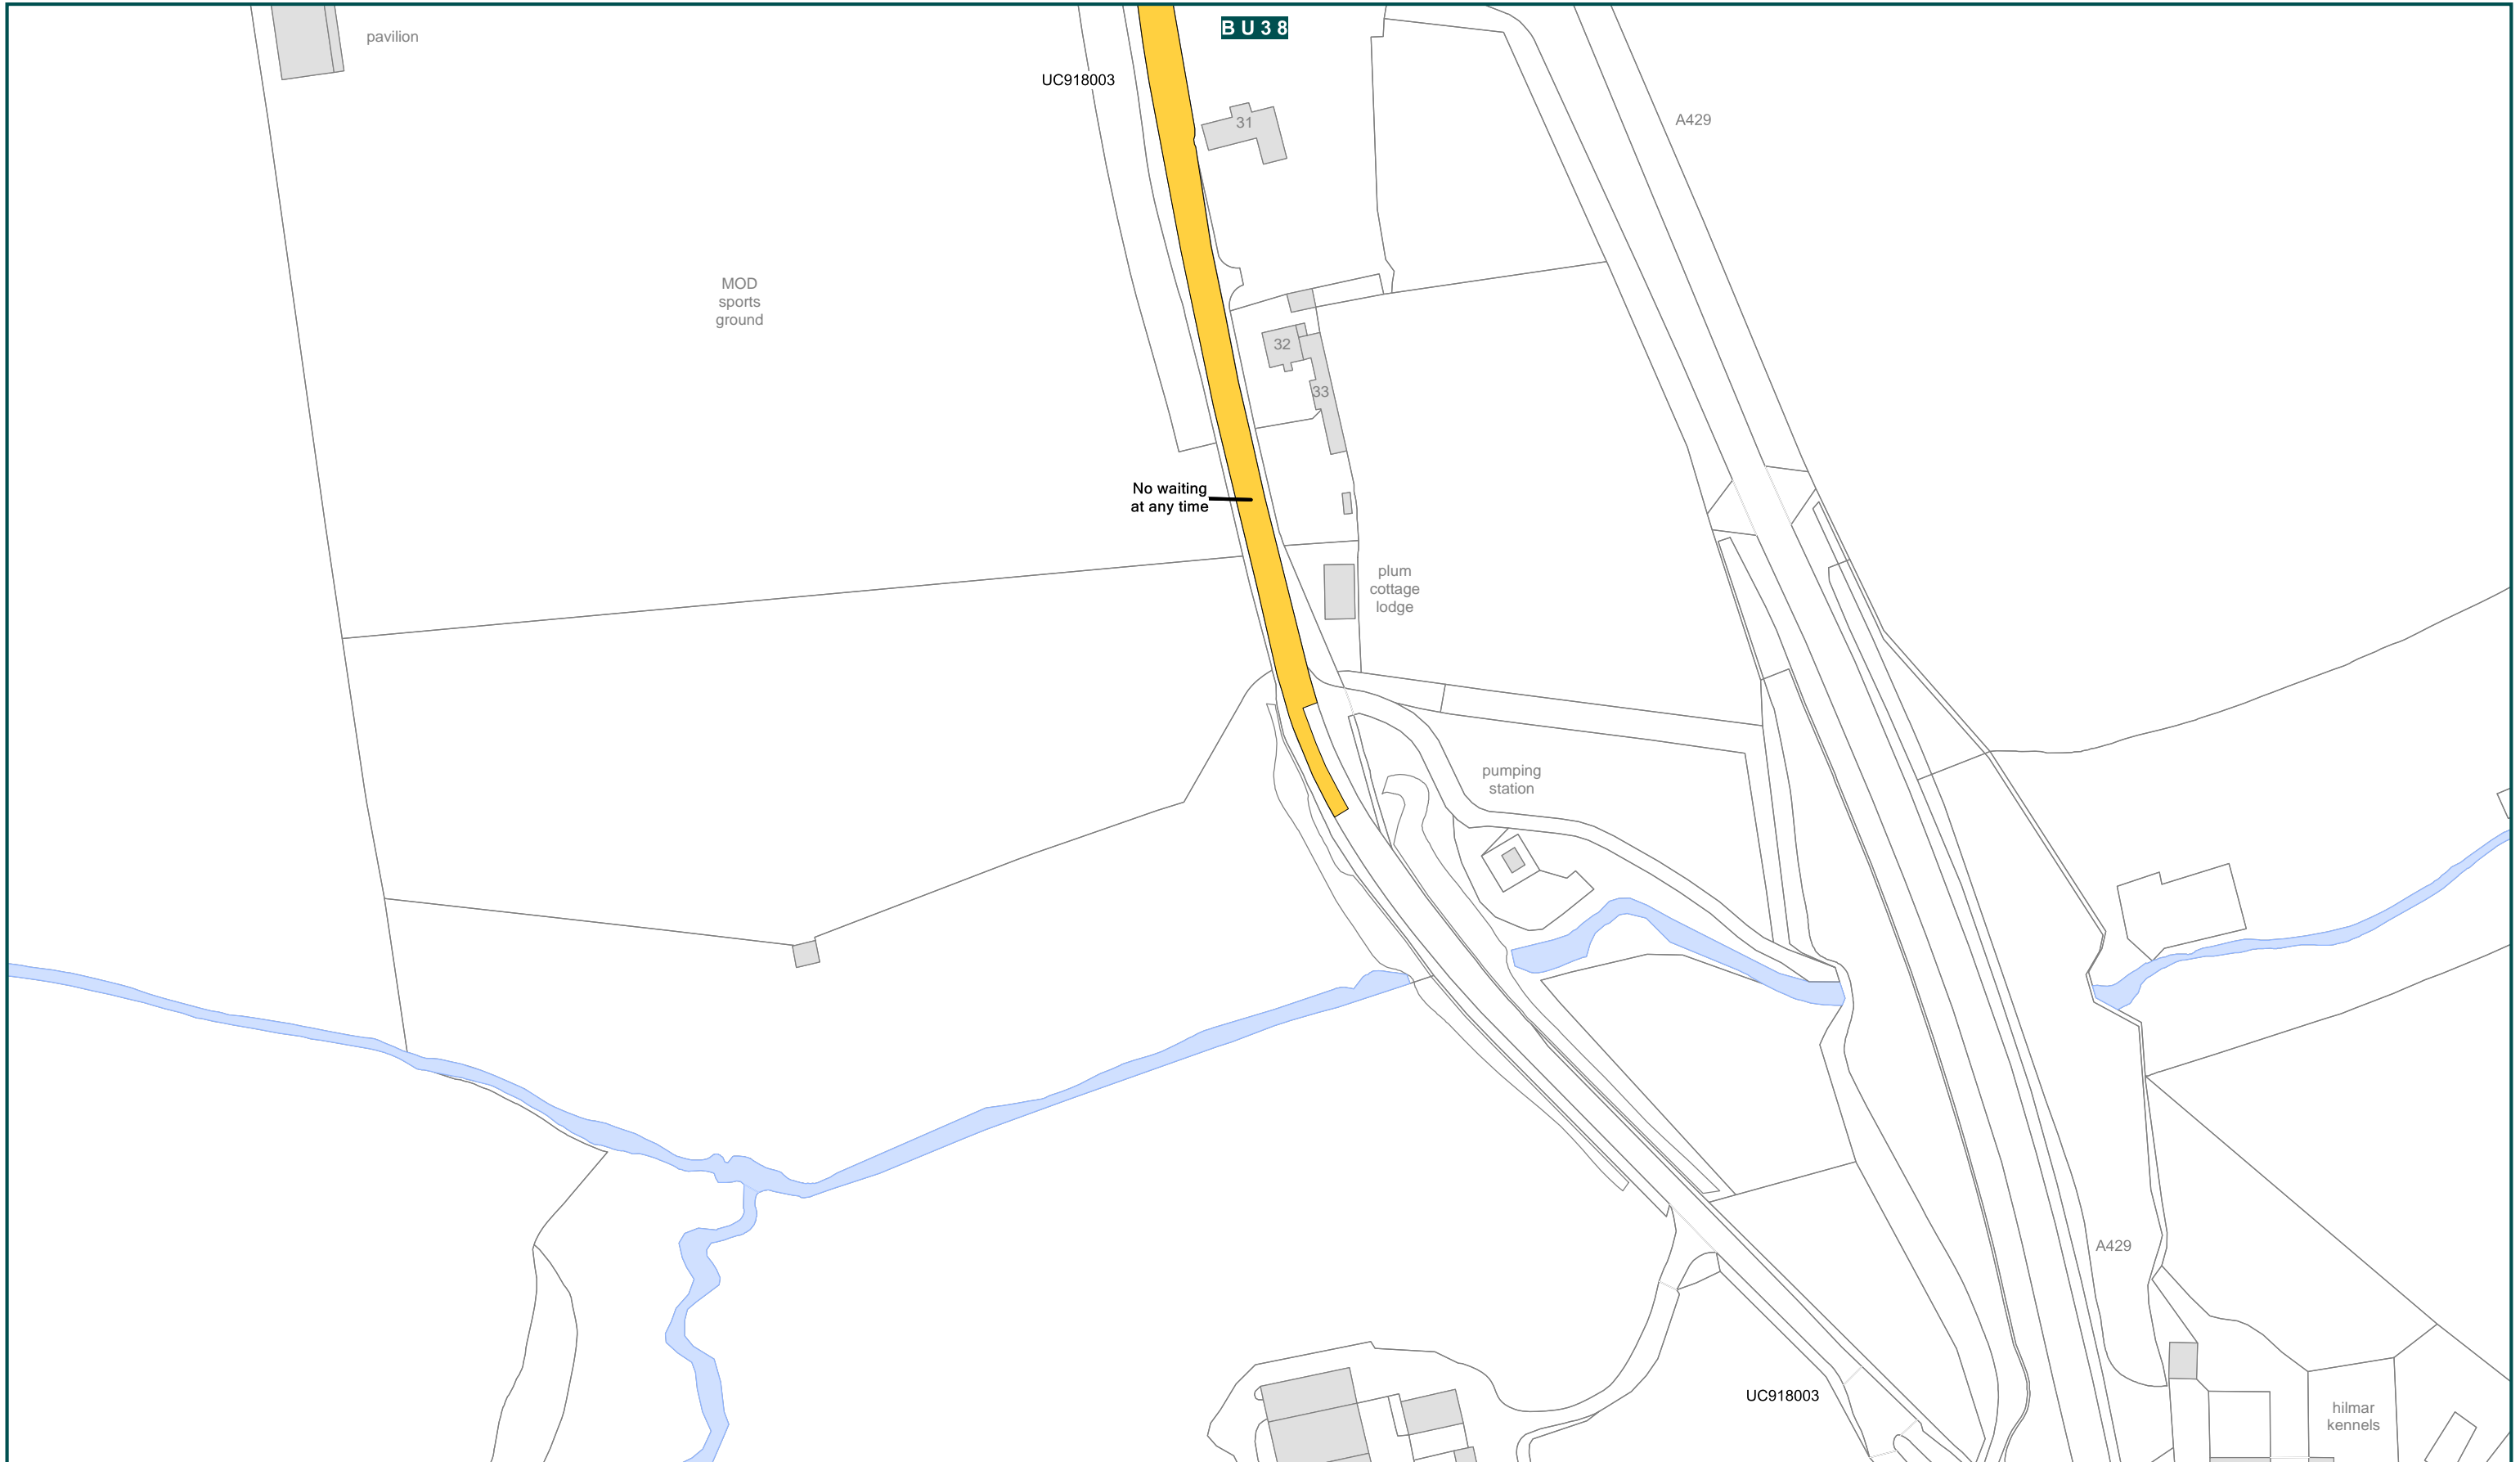 B U 3 8
pavilion
UC918003
A429
31
MOD
sports
ground
32
33
No waiting
at any time
plum
cottage
lodge
pumping
station
A429
UC918003
hilmar
kennels